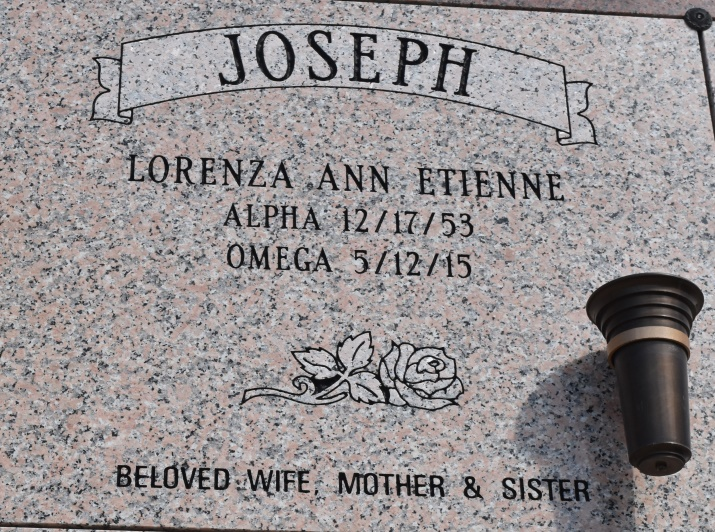 JOSEPH
LORENZA ANN ETIENNE
ALPHA 12/17/53
OMEGA 5/12/15
BELOVED WIFE, MOTHER & SISTER